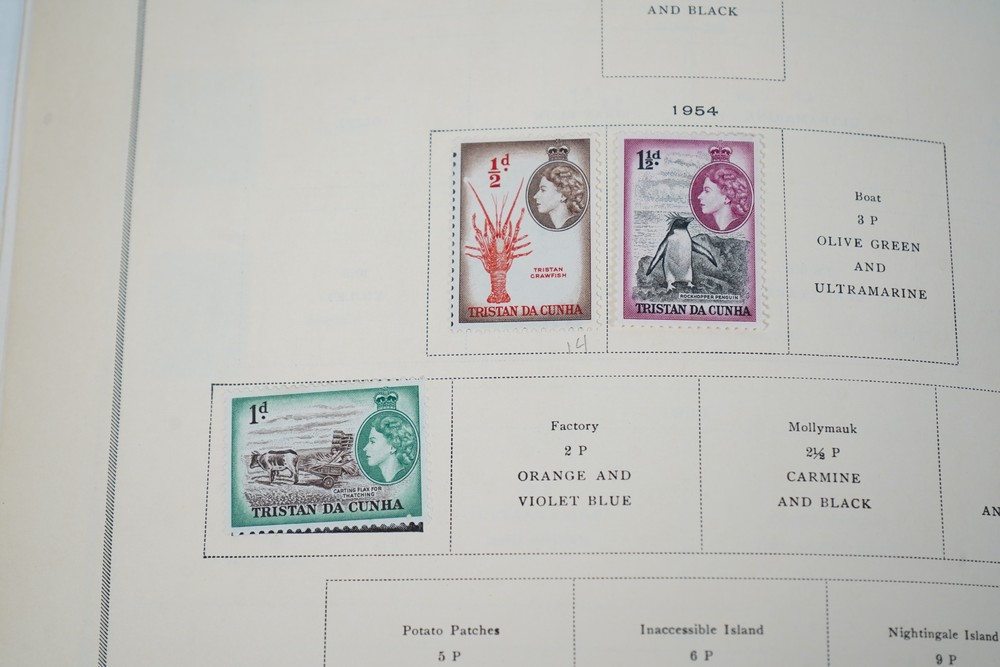 AND BLACK
1954
½d.
TRISTAN
CRAWFISH
TRISTAN DA CUNHA
1½d.
ROCKHOPPER PENGUIN
TRISTAN DA CUNHA
Boat
3 P
OLIVE GREEN
AND
ULTRAMARINE
14
1d.
CARTING FLAX FOR
THATCHING
TRISTAN DA CUNHA
Factory
2 P
ORANGE AND
VIOLET BLUE
Mollymauk
2½ P
CARMINE
AND BLACK
AN
Potato Patches
5 P
Inaccessible Island
6 P
Nightingale Island
9 P